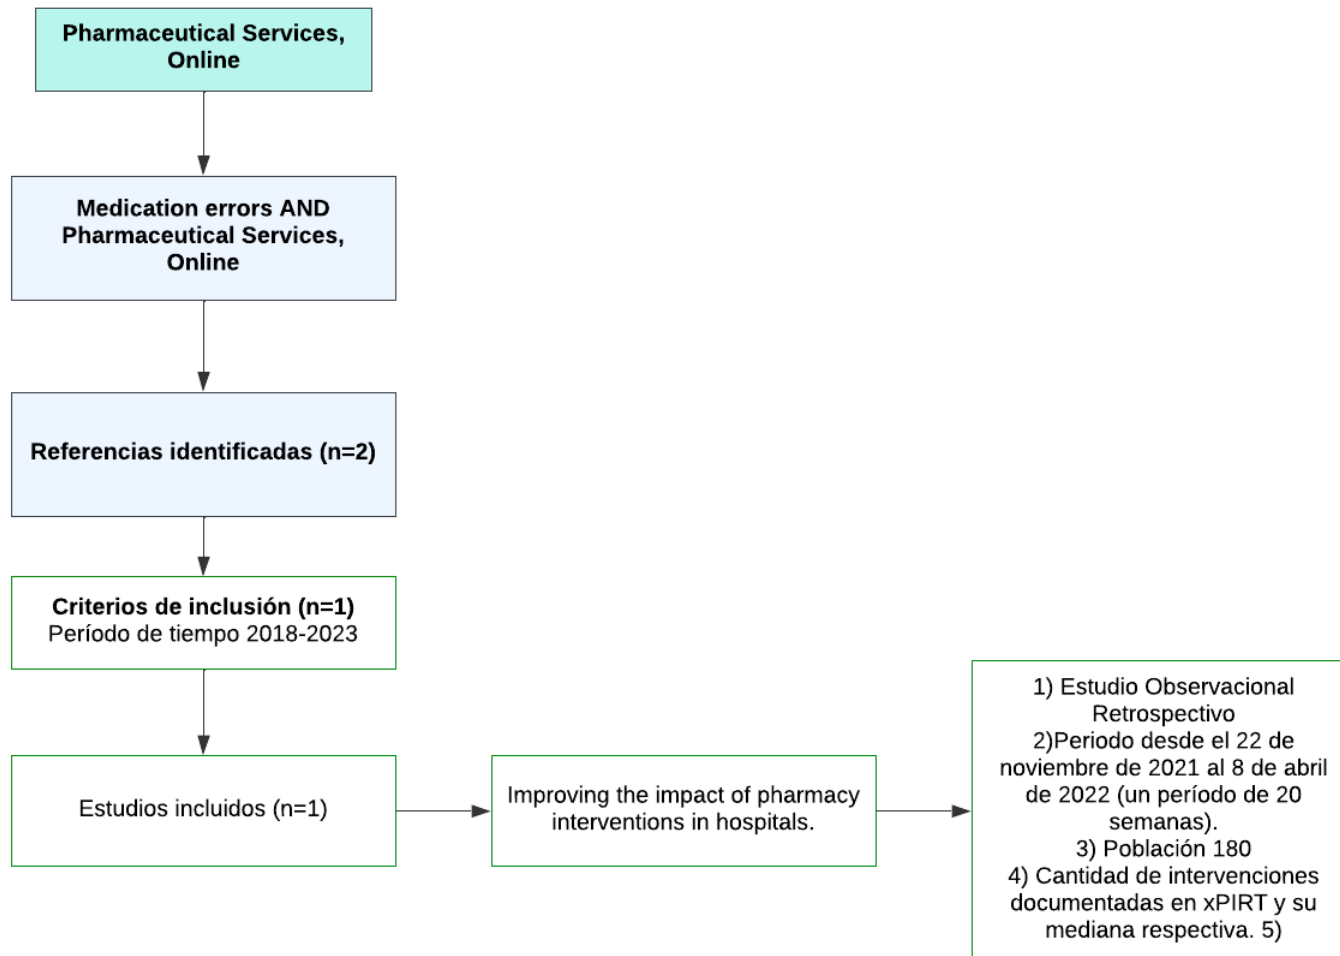 Pharmaceutical Services,
Online
Medication errors AND
Pharmaceutical Services,
Online
Referencias identificadas (n=2)
Criterios de inclusión (n=1)
Período de tiempo 2018-2023
Estudios incluidos (n=1)
Improving the impact of pharmacy
interventions in hospitals.
1) Estudio Observacional
Retrospectivo
2)Periodo desde el 22 de
noviembre de 2021 al 8 de abril
de 2022 (un período de 20
semanas).
3) Población 180
4) Cantidad de intervenciones
documentadas en xPIRT y su
mediana respectiva. 5)